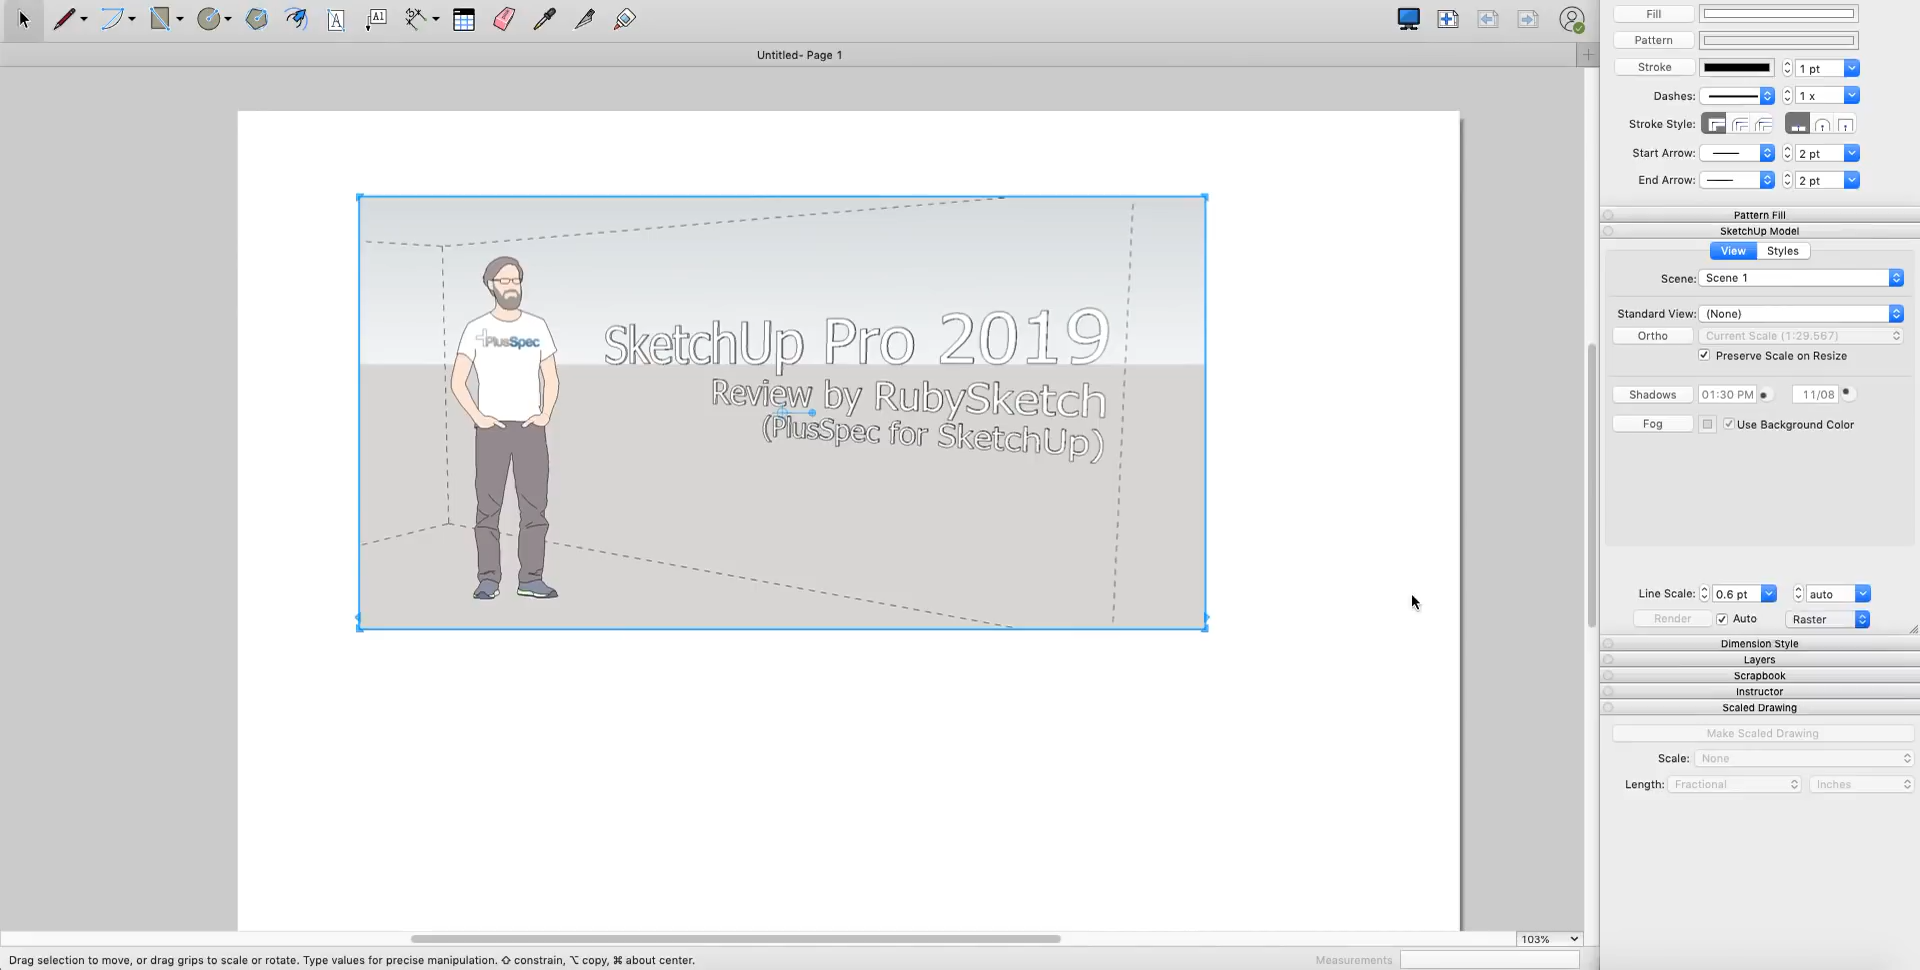 A
A1
Untitled- Page 1
Fill
Pattern
Stroke
1 pt
Dashes:
1 x
Stroke Style:
Start Arrow:
2 pt
End Arrow:
2 pt
Pattern Fill
SketchUp Model
View
Styles
Scene:
Scene 1
Standard View:
(None)
Ortho
Current Scale (1:29.567)
Preserve Scale on Resize
Shadows
01:30 PM
11/08
Fog
Use Background Color
Line Scale:
0.6 pt
auto
Render
Auto
Raster
Dimension Style
Layers
Scrapbook
Instructor
Scaled Drawing
Make Scaled Drawing
Scale:
None
Length:
Fractional
Inches
PlusSpec
SketchUp Pro 2019
Review by RubySketch
(PlusSpec for SketchUp)
103%
Drag selection to move, or drag grips to scale or rotate. Type values for precise manipulation. ⇧ constrain, ⌥ copy, ⌘ about center.
Measurements